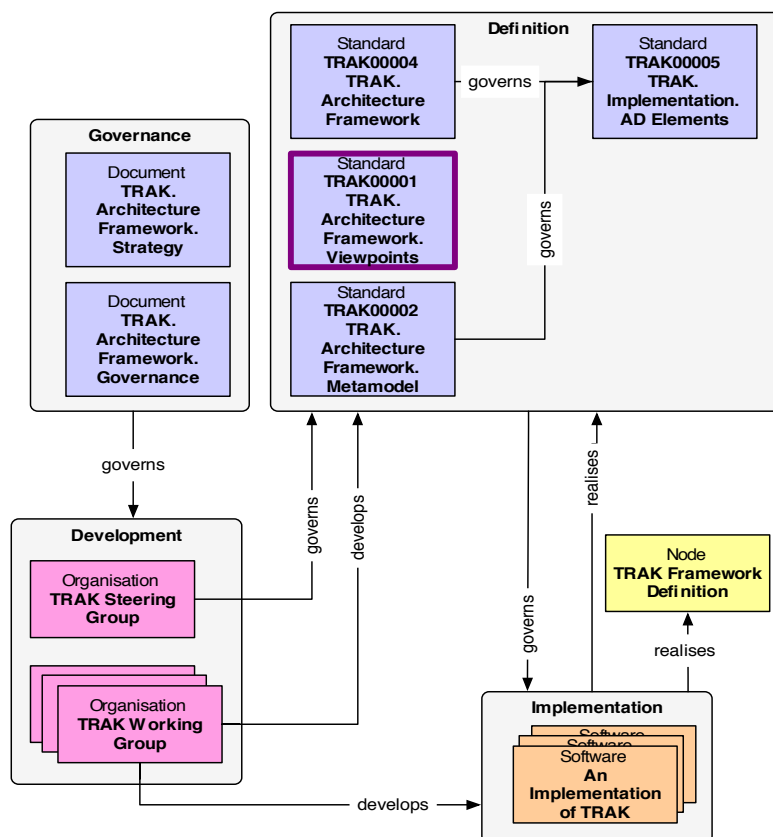 Definition
Standard
TRAK00004
TRAK.
Architecture
Framework
governs
Standard
TRAK00005
TRAK.
Implementation.
AD Elements
Standard
TRAK00001
TRAK.
Architecture
Framework.
Viewpoints
governs
Standard
TRAK00002
TRAK.
Architecture
Framework.
Metamodel
Governance
Document
TRAK.
Architecture
Framework.
Strategy
Document
TRAK.
Architecture
Framework.
Governance
governs
governs
develops
governs
realises
Development
Organisation
TRAK Steering
Group
Organisation
TRAK Working
Group
Node
TRAK Framework
Definition
realises
develops
Implementation
Software
Software
Software
An
Implementation
of TRAK